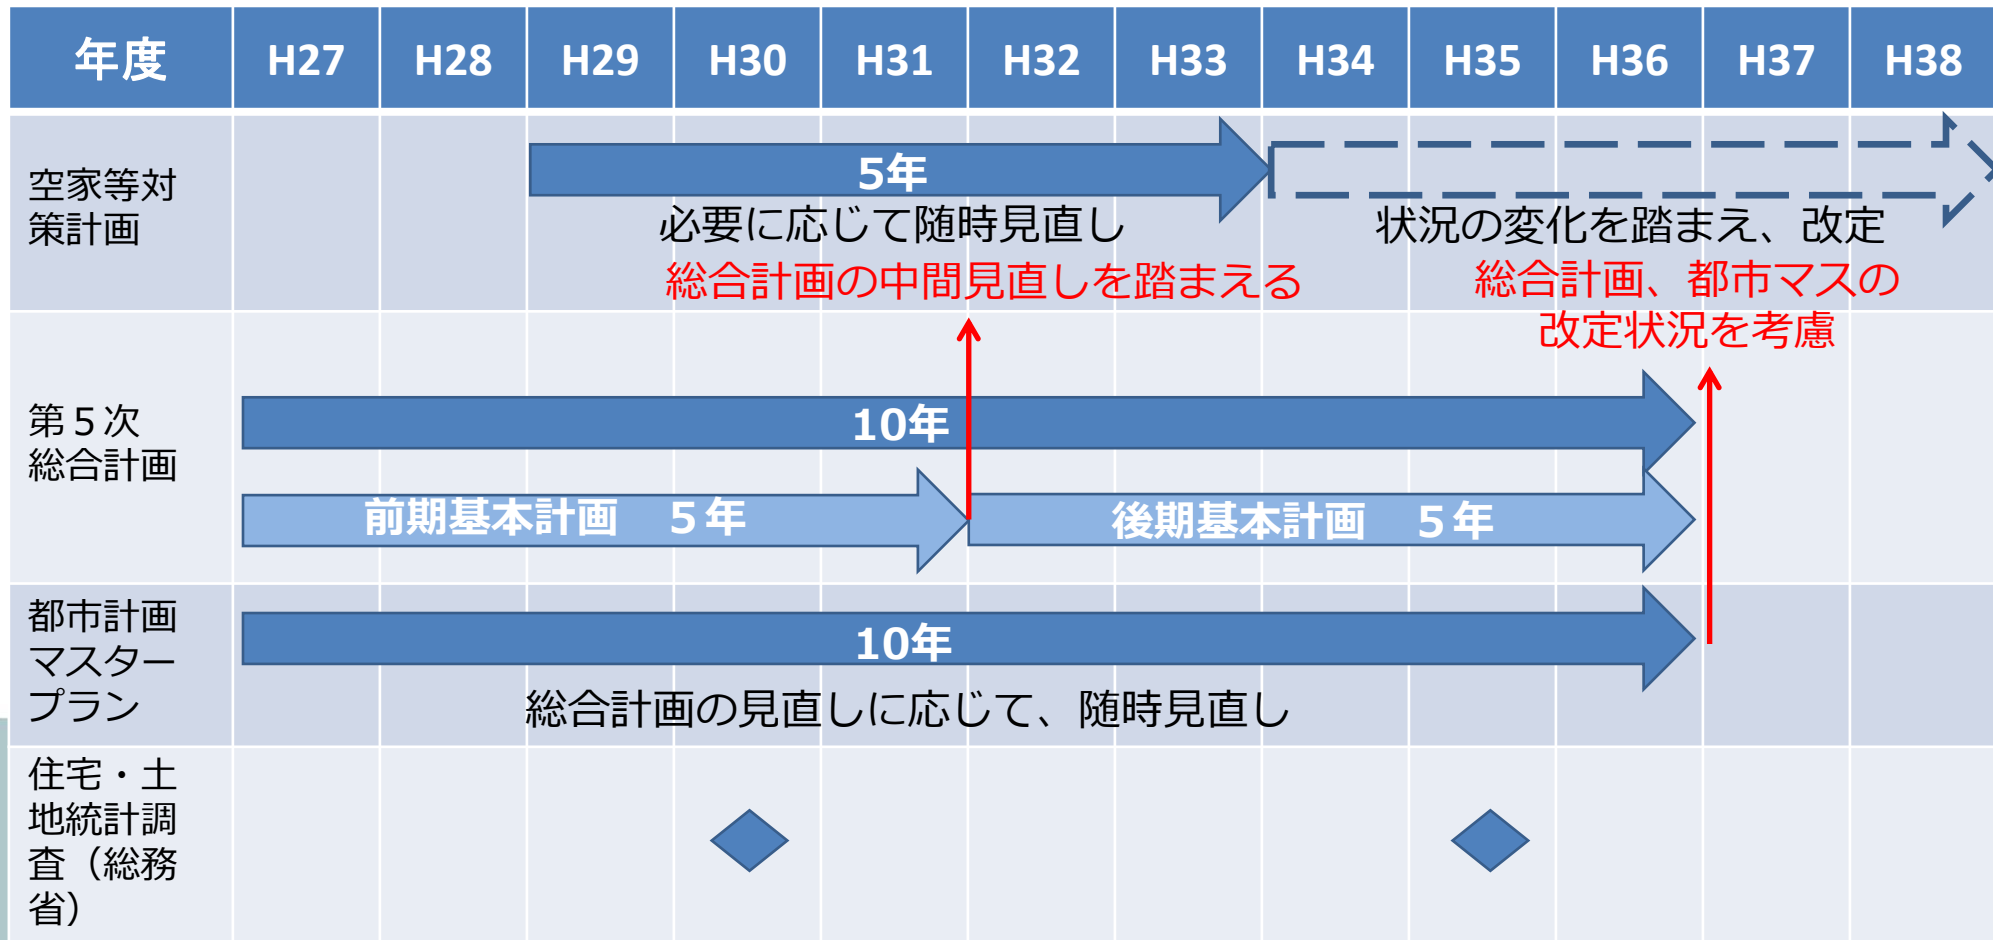 年度 H27 H28 H29 H30 H31 H32 H33 H34 H35 H36 H37 H38
空家等対
策計画
5年
必要に応じて随時見直し
総合計画の中間見直しを踏まえる
状況の変化を踏まえ、改定
総合計画、都市マスの
改定状況を考慮
第５次
総合計画
10年
前期基本計画　５年
後期基本計画　５年
都市計画
マスター
プラン
10年
総合計画の見直しに応じて、随時見直し
住宅・土
地統計調
査（総務
省）